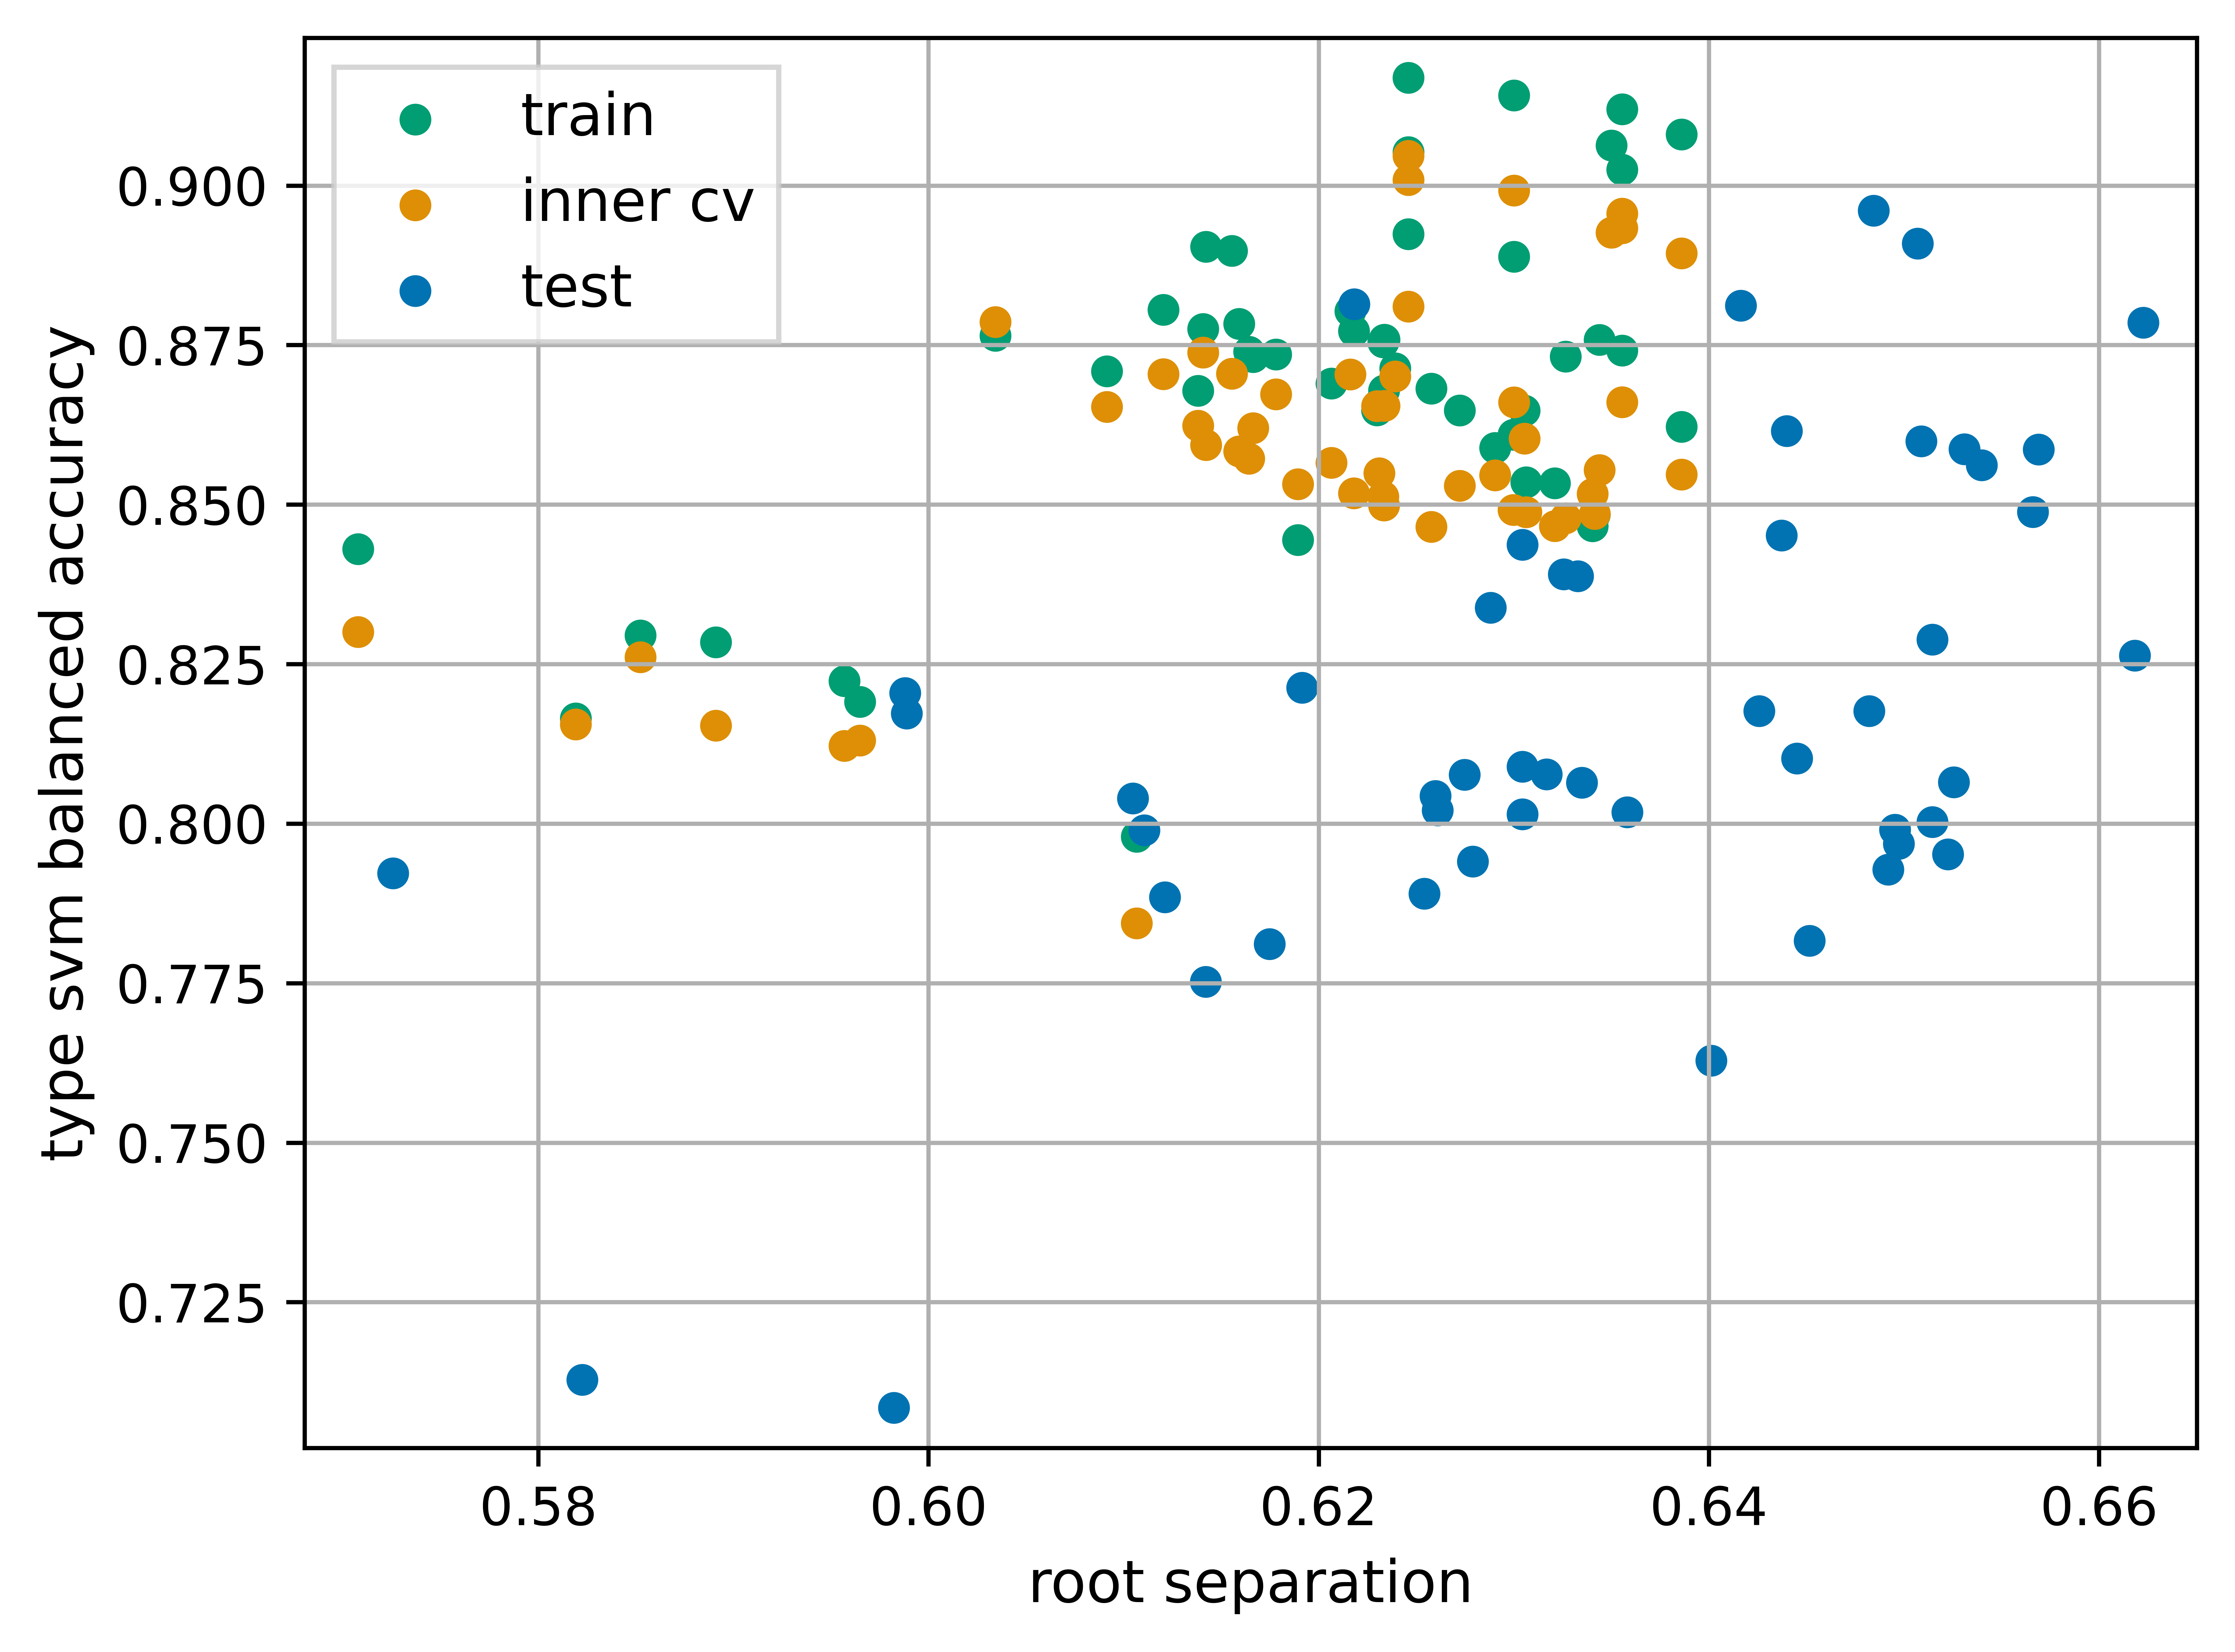 train
inner cv
test
0.900
0.875
0.850
0.825
0.800
0.775
0.750
0.725
type svm balanced accuracy
0.58 0.60 0.62 0.64 0.66
root separation